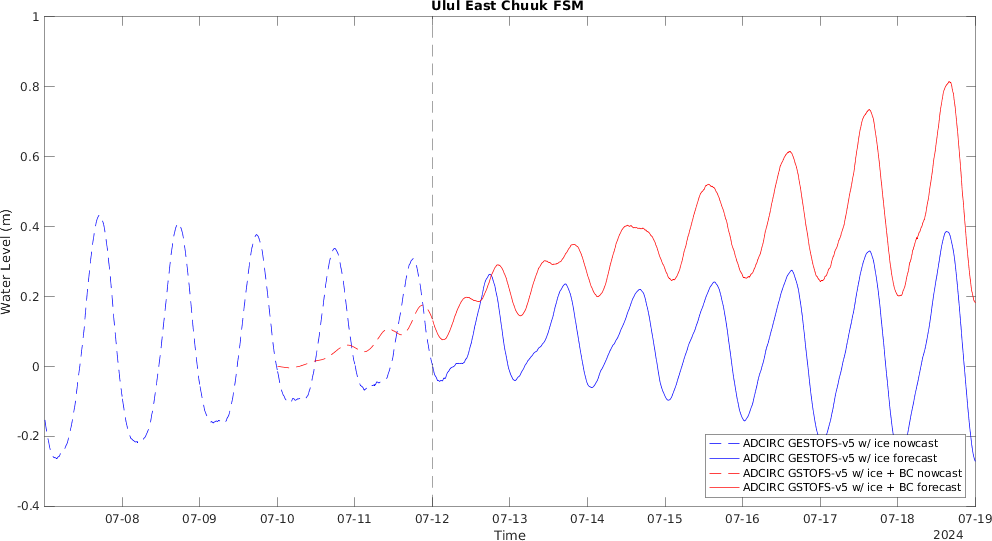 Ulul East Chuuk FSM
Water Level (m)
1
0.8
0.6
0.4
0.2
0
-0.2
-0.4
07-08 07-09 07-10 07-11 07-12 07-13 07-14 07-15 07-16 07-17 07-18 07-19
Time
2024
ADCIRC GESTOFS-v5 w/ ice nowcast
ADCIRC GESTOFS-v5 w/ ice forecast
ADCIRC GSTOFS-v5 w/ ice + BC nowcast
ADCIRC GSTOFS-v5 w/ ice + BC forecast